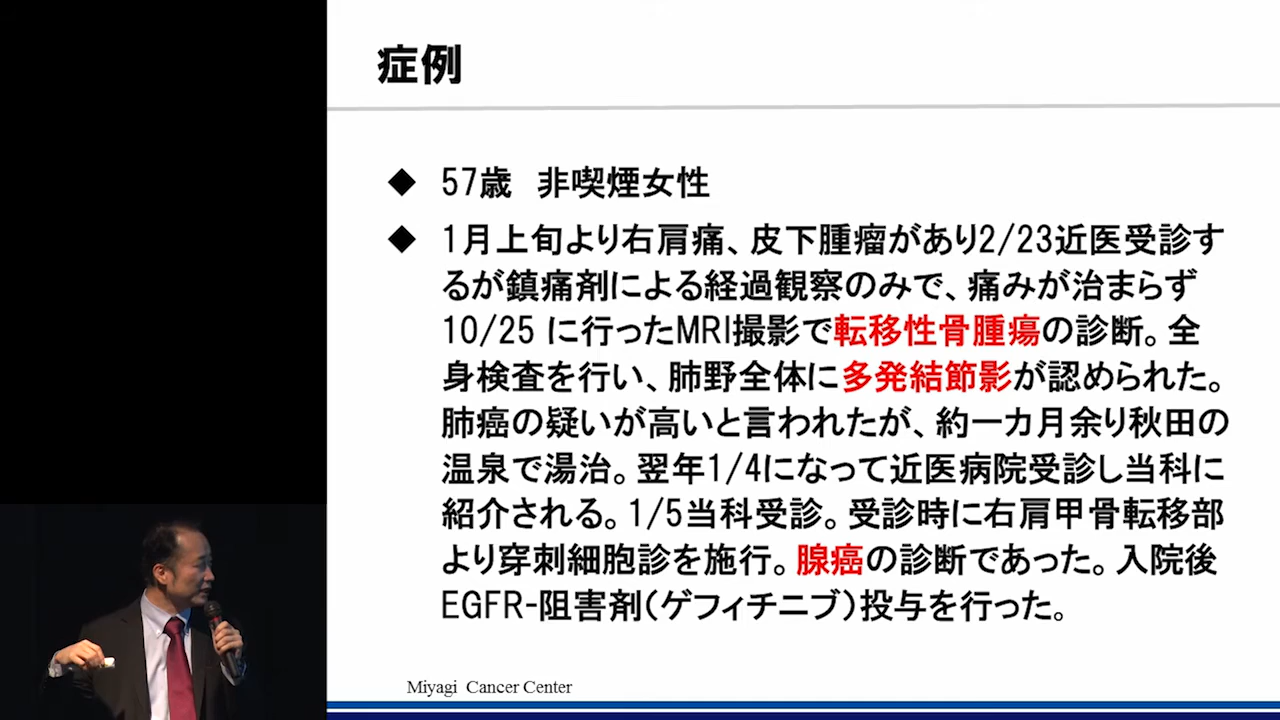 症例
◆ 57歳　非喫煙女性
◆ 1月上旬より右肩痛、皮下腫瘤があり2/23近医受診す
るが鎮痛剤による経過観察のみで、痛みが治まらず
10/25 に行ったMRI撮影で転移性骨腫瘍の診断。全
身検査を行い、肺野全体に多発結節影が認められた。
肺癌の疑いが高いと言われたが、約一カ月余り秋田の
温泉で湯治。翌年1/4になって近医病院受診し当科に
紹介される。1/5当科受診。受診時に右肩甲骨転移部
より穿刺細胞診を施行。腺癌の診断であった。入院後
EGFR-阻害剤（ゲフィチニブ）投与を行った。
Miyagi Cancer Center